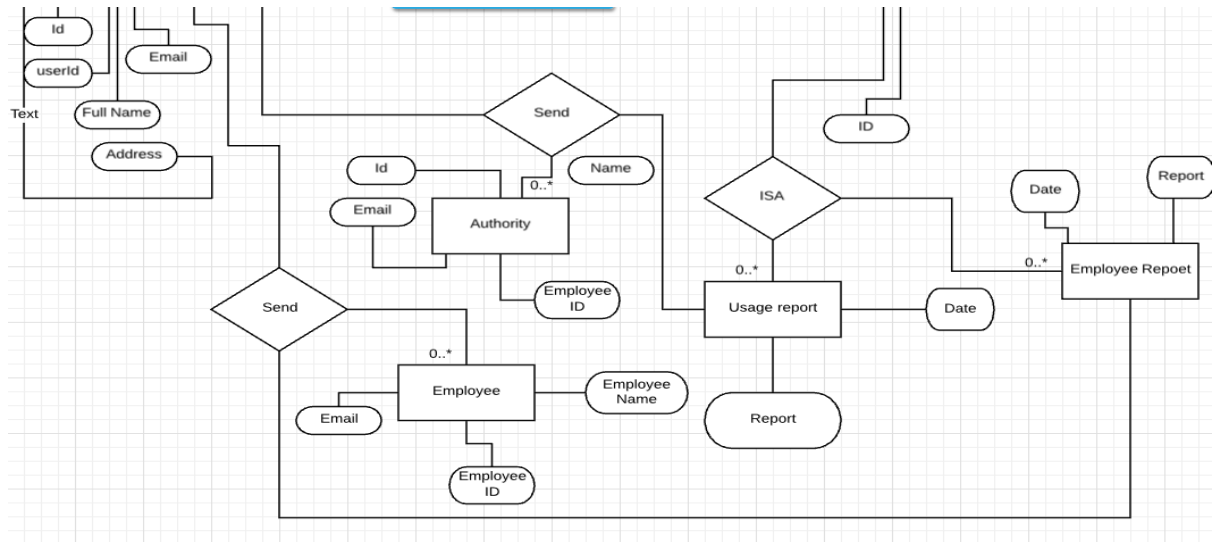 Id
Email
userId
Text
Full Name
Send
ID
Address
Id
Name
0..*
Date
Report
ISA
Email
Authority
0..*
Employee Repoet
0..*
Employee
ID
Send
Usage report
Date
0..*
Employee
Employee
Name
Email
Report
Employee
ID